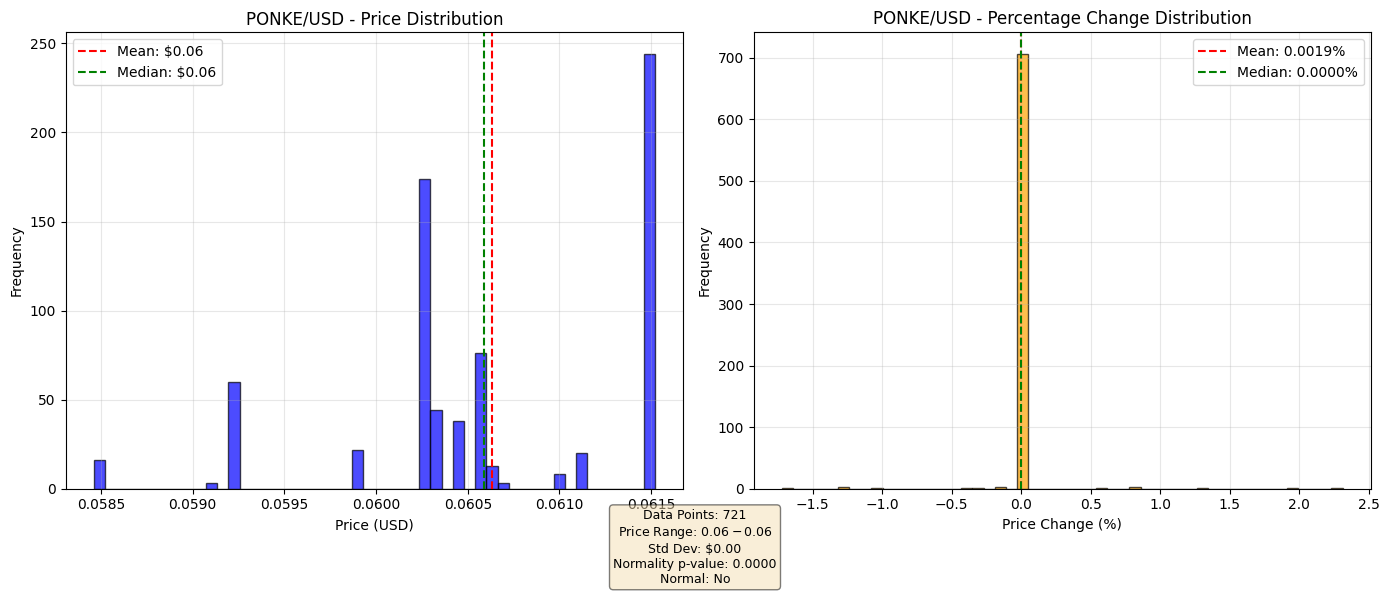 PONKE/USD - Price Distribution
Mean: $0.06
Median: $0.06
Frequency
250
200
150
100
50
0
0.0585
0.0590
0.0595
0.0600
0.0605
0.0610
0.0615
Price (USD)
PONKE/USD - Percentage Change Distribution
Mean: 0.0019%
Median: 0.0000%
Frequency
700
600
500
400
300
200
100
0
−1.5
−1.0
−0.5
0.0
0.5
1.0
1.5
2.0
2.5
Price Change (%)
Data Points: 721
Price Range: 0.06 − 0.06
Std Dev: $0.00
Normality p-value: 0.0000
Normal: No